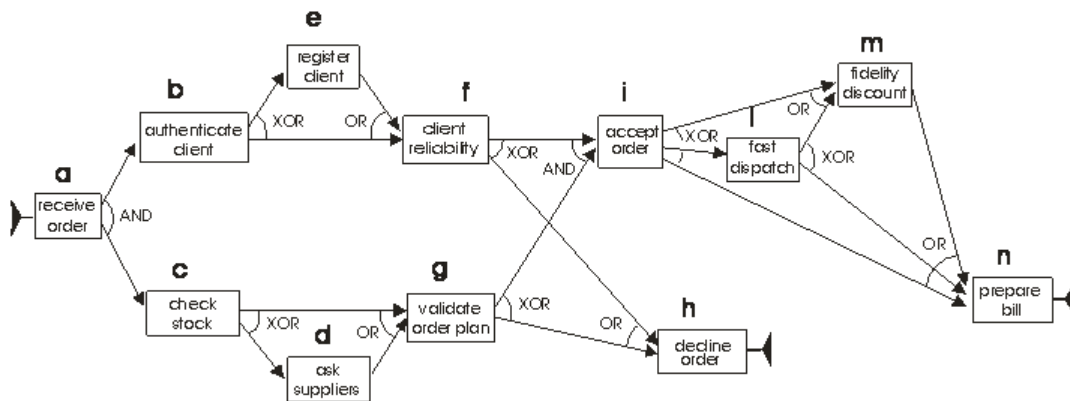 e
m
register
client
fidelity
discount
b
f
i
l
OR
XOR
OR
authenticate
client
client
reliability
accept
order
XOR
fast
dispatch
XOR
XOR
AND
a
receive
order
AND
c
g
OR
n
check
stock
XOR
d
OR
validate
order plan
XOR
OR
h
prepare
bill
ask
suppliers
decline
order